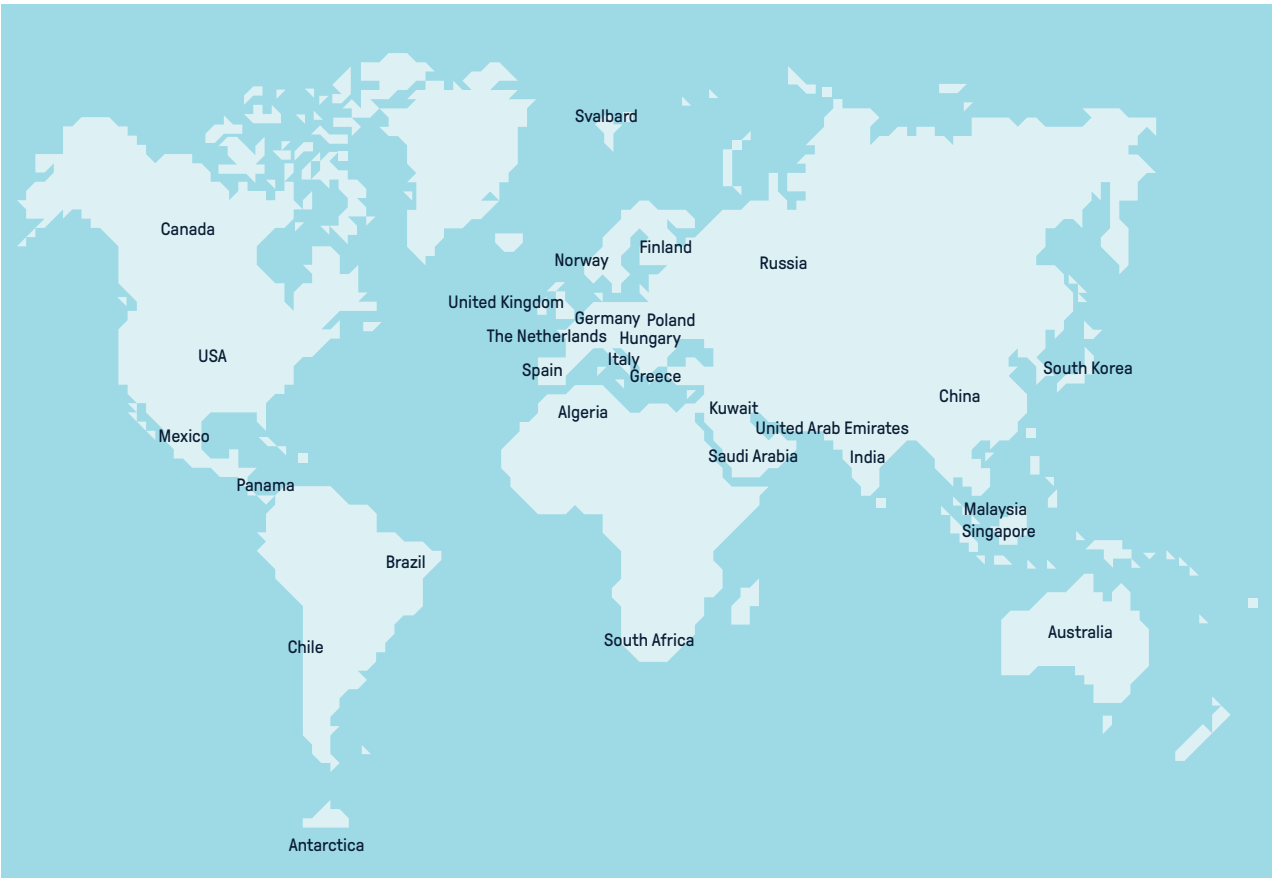 Svalbard
Canada
Finland
Norway
Russia
United Kingdom
Germany
Poland
The Netherlands
Hungary
USA
Italy
Spain
South Korea
Greece
China
Kuwait
Algeria
United Arab Emirates
Mexico
Saudi Arabia
India
Panama
Malaysia
Singapore
Brazil
Australia
South Africa
Chile
Antarctica